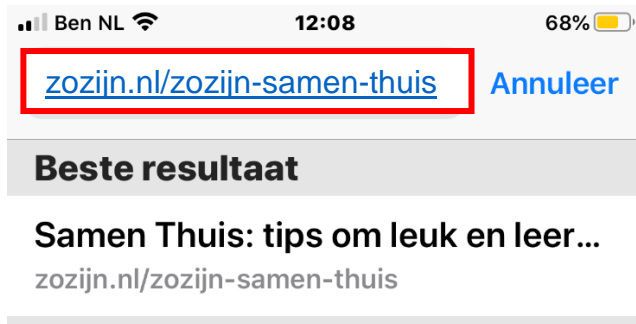 Ben NL 12:08 68%
zozijn.nl/zozijn-samen-thuis Annuleer
Beste resultaat
Samen Thuis: tips om leuk en leer...
zozijn.nl/zozijn-samen-thuis